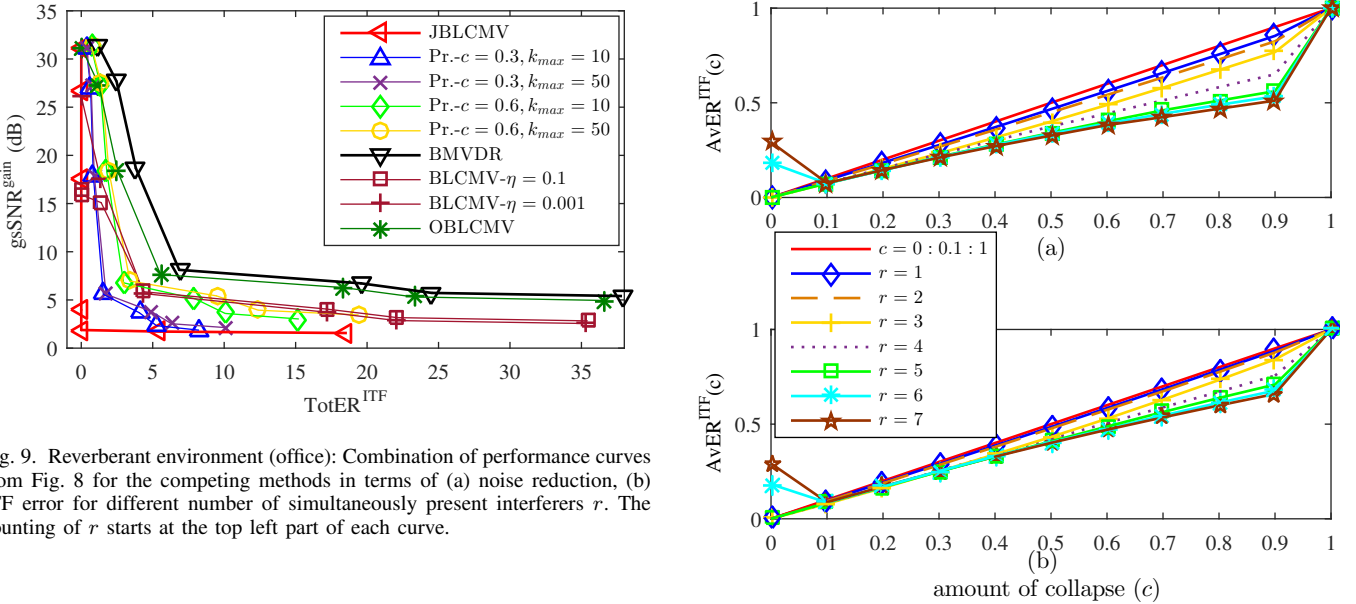 35
30
25
20
15
10
5
0
gsSNR^gain (dB)
0 5 10 15 20 25 30 35
TotER^ITF
JBLCMV
Pr.-c = 0.3, k_max = 10
Pr.-c = 0.3, k_max = 50
Pr.-c = 0.6, k_max = 10
Pr.-c = 0.6, k_max = 50
BMVDR
BLCMV-η = 0.1
BLCMV-η = 0.001
OBLCMV
g. 9. Reverberant environment (office): Combination of performance curves
om Fig. 8 for the competing methods in terms of (a) noise reduction, (b)
F error for different number of simultaneously present interferers r. The
ounting of r starts at the top left part of each curve.
1
0.5
0
AvER^ITF(c)
0 0.1 0.2 0.3 0.4 0.5 0.6 0.7 0.8 0.9 1
(a)
c = 0 : 0.1 : 1
r = 1
r = 2
r = 3
r = 4
r = 5
r = 6
r = 7
1
0.5
0
AvER^ITF(c)
0 01 0.2 0.3 0.4 0.5 0.6 0.7 0.8 0.9 1
(b)
amount of collapse (c)